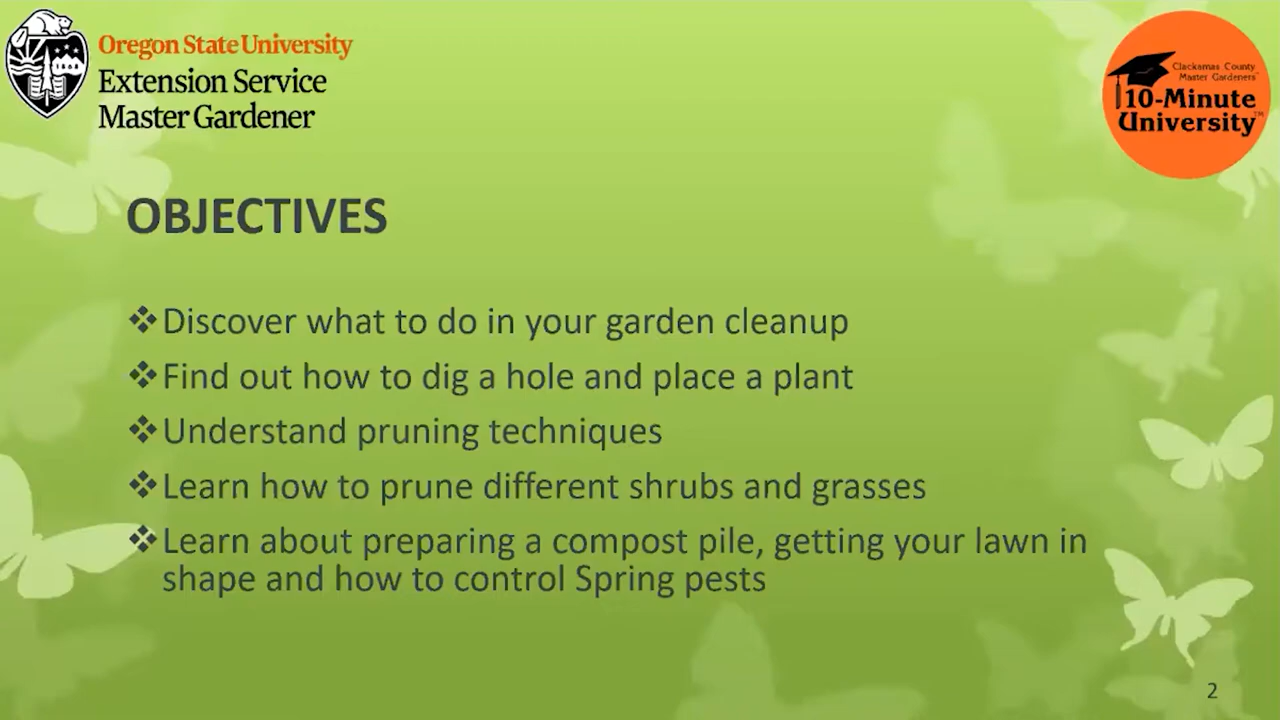 Oregon State University
Extension Service
Master Gardener
Clackamas County
Master Gardeners™
10-Minute
University™
OBJECTIVES
❖Discover what to do in your garden cleanup
❖Find out how to dig a hole and place a plant
❖Understand pruning techniques
❖Learn how to prune different shrubs and grasses
❖Learn about preparing a compost pile, getting your lawn in
shape and how to control Spring pests
2